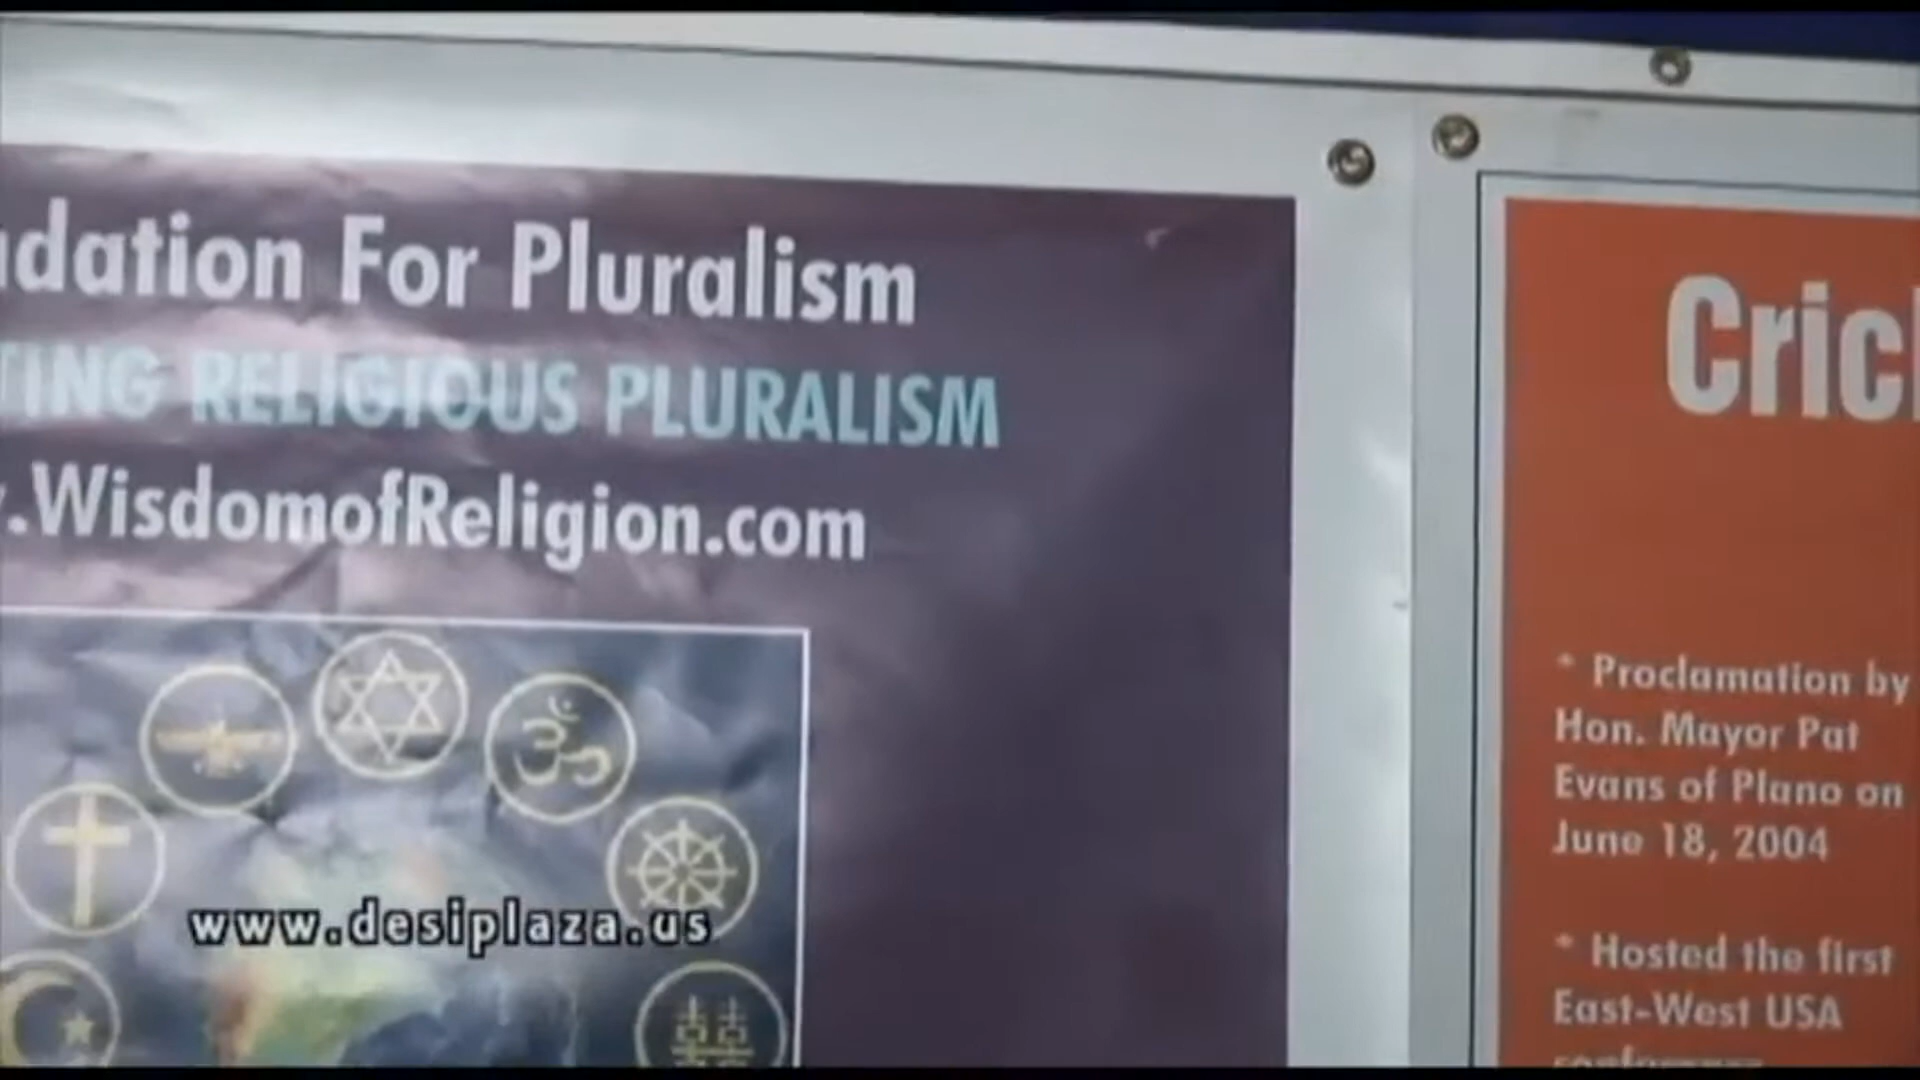 dation For Pluralism
TING RELIGIOUS PLURALISM
.WisdomofReligion.com
www.desiplaza.us
Cric
* Proclamation by
Hon. Mayor Pat
Evans of Plano on
June 18, 2004
* Hosted the first
East-West USA